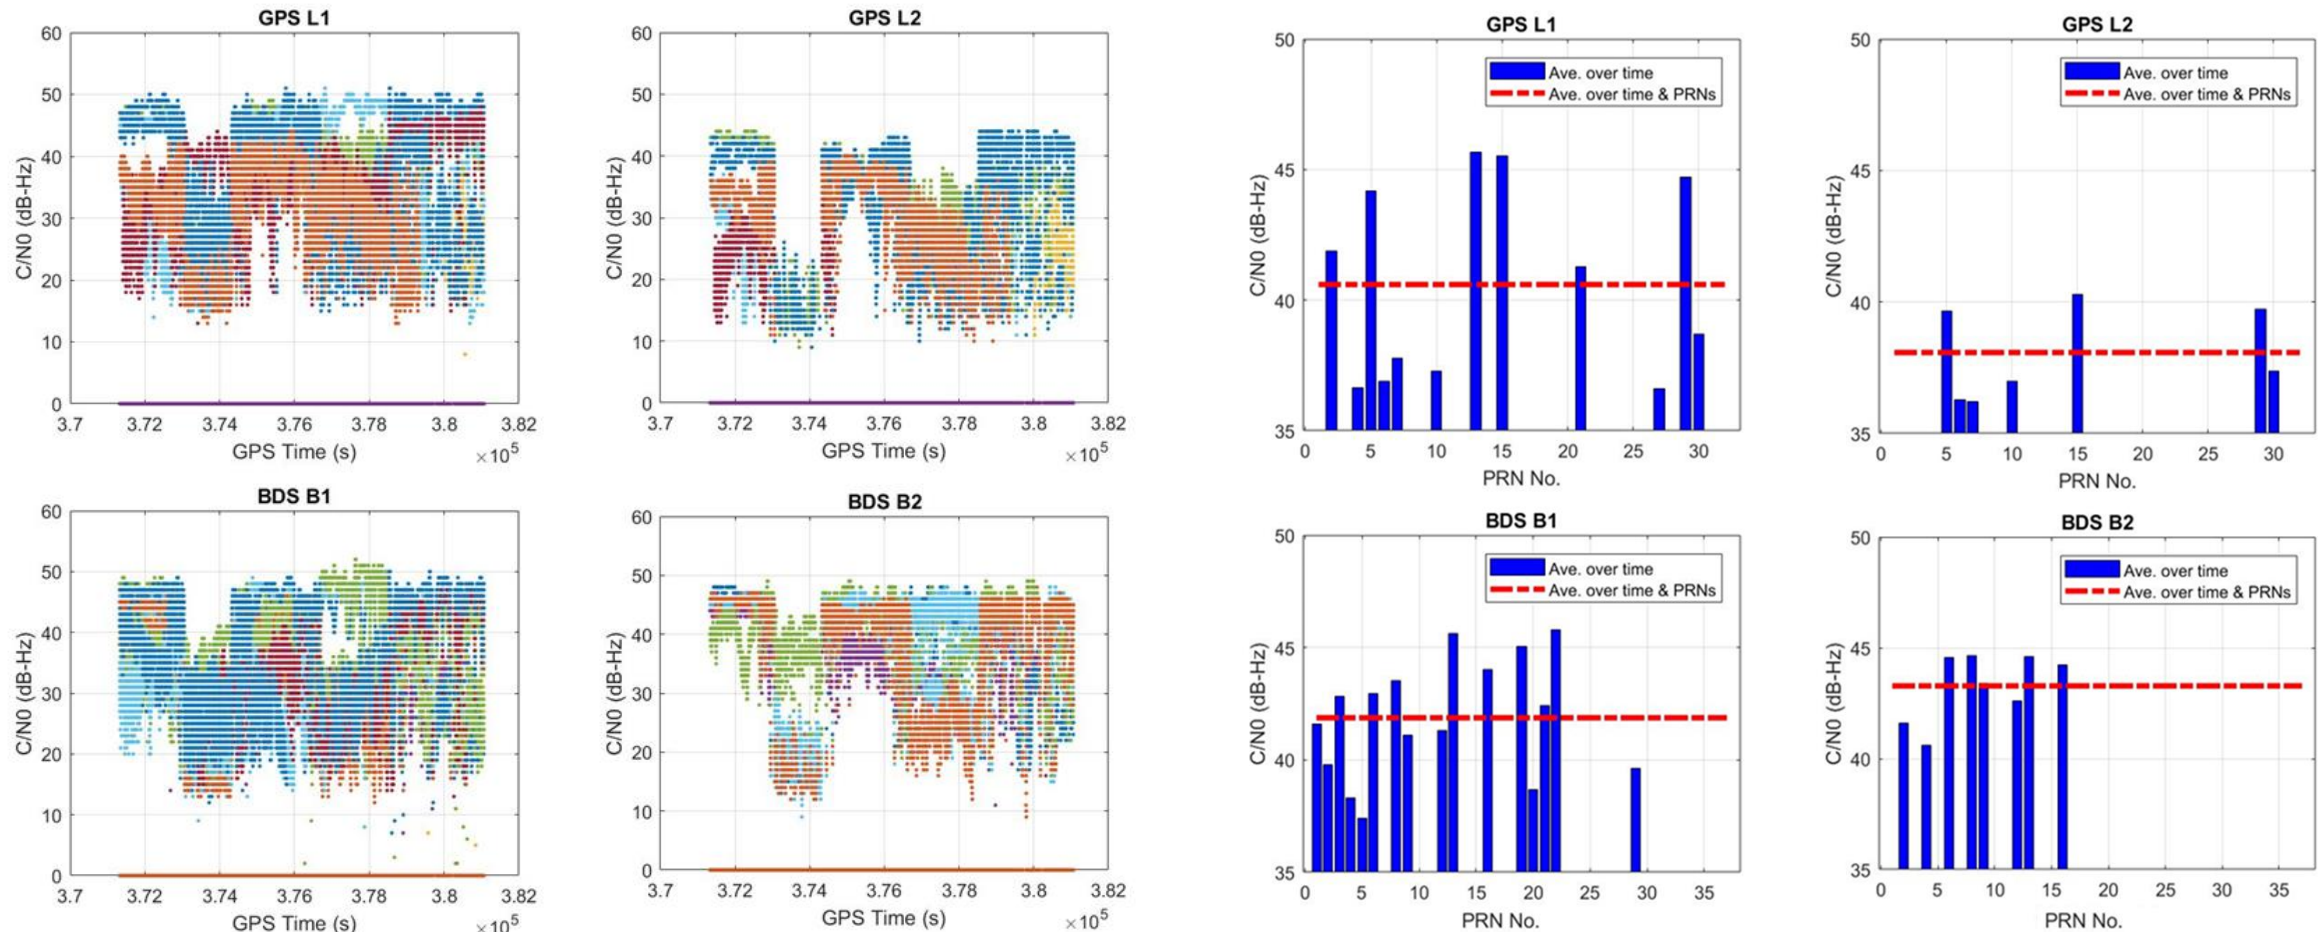 GPS L1
60
50
40
30
20
10
0
C/N0 (dB-Hz)
3.7 3.72 3.74 3.76 3.78 3.8 3.82
GPS Time (s)
×10^5
GPS L2
60
50
40
30
20
10
0
C/N0 (dB-Hz)
3.7 3.72 3.74 3.76 3.78 3.8 3.82
GPS Time (s)
×10^5
GPS L1
50
45
40
35
C/N0 (dB-Hz)
Ave. over time
Ave. over time & PRNs
0 5 10 15 20 25 30
PRN No.
GPS L2
50
45
40
35
C/N0 (dB-Hz)
Ave. over time
Ave. over time & PRNs
0 5 10 15 20 25 30
PRN No.
BDS B1
60
50
40
30
20
10
0
C/N0 (dB-Hz)
3.7 3.72 3.74 3.76 3.78 3.8 3.82
GPS Time (s)
×10^5
BDS B2
60
50
40
30
20
10
0
C/N0 (dB-Hz)
3.7 3.72 3.74 3.76 3.78 3.8 3.82
GPS Time (s)
×10^5
BDS B1
50
45
40
35
C/N0 (dB-Hz)
Ave. over time
Ave. over time & PRNs
0 5 10 15 20 25 30 35
PRN No.
BDS B2
50
45
40
35
C/N0 (dB-Hz)
Ave. over time
Ave. over time & PRNs
0 5 10 15 20 25 30 35
PRN No.